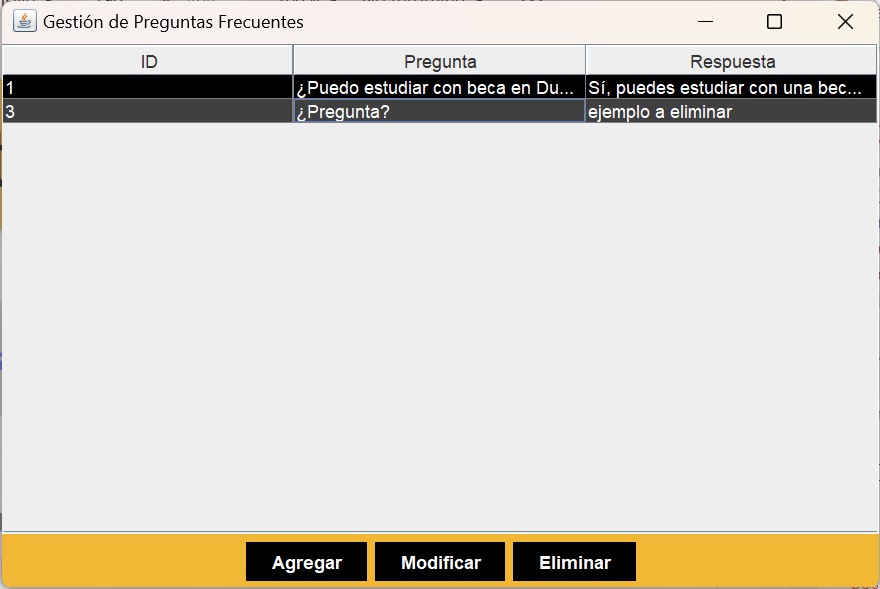 Gestión de Preguntas Frecuentes
ID Pregunta Respuesta
1 ¿Puedo estudiar con beca en Du... Sí, puedes estudiar con una bec...
3 ¿Pregunta? ejemplo a eliminar
Agregar Modificar Eliminar